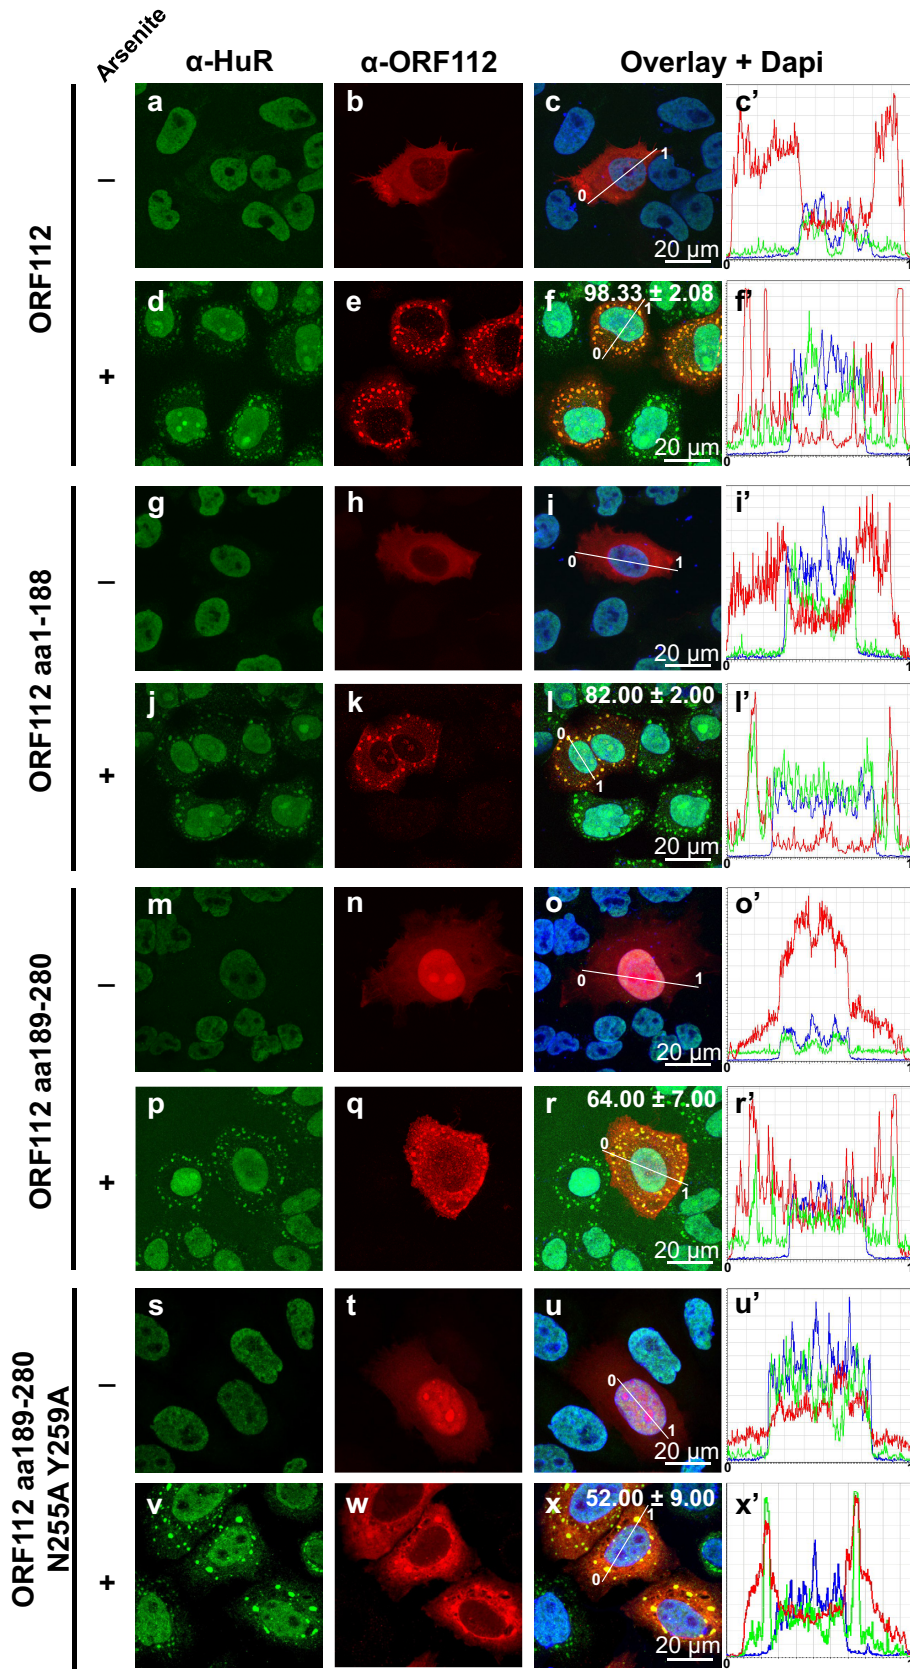 Arsenite
α-HuR
α-ORF112
Overlay + Dapi
ORF112
–
a
b
c
0
1
20 µm
c’
0
1
+
d
e
f
98.33 ± 2.08
0
1
20 µm
f’
0
1
ORF112 aa1-188
–
g
h
i
0
1
20 µm
i’
0
1
+
j
k
l
82.00 ± 2.00
0
1
20 µm
l’
0
1
ORF112 aa189-280
–
m
n
o
0
1
20 µm
o’
0
1
+
p
q
r
64.00 ± 7.00
0
1
20 µm
r’
0
1
ORF112 aa189-280
N255A Y259A
–
s
t
u
0
1
20 µm
u’
0
1
+
v
w
x
52.00 ± 9.00
1
0
20 µm
x’
0
1